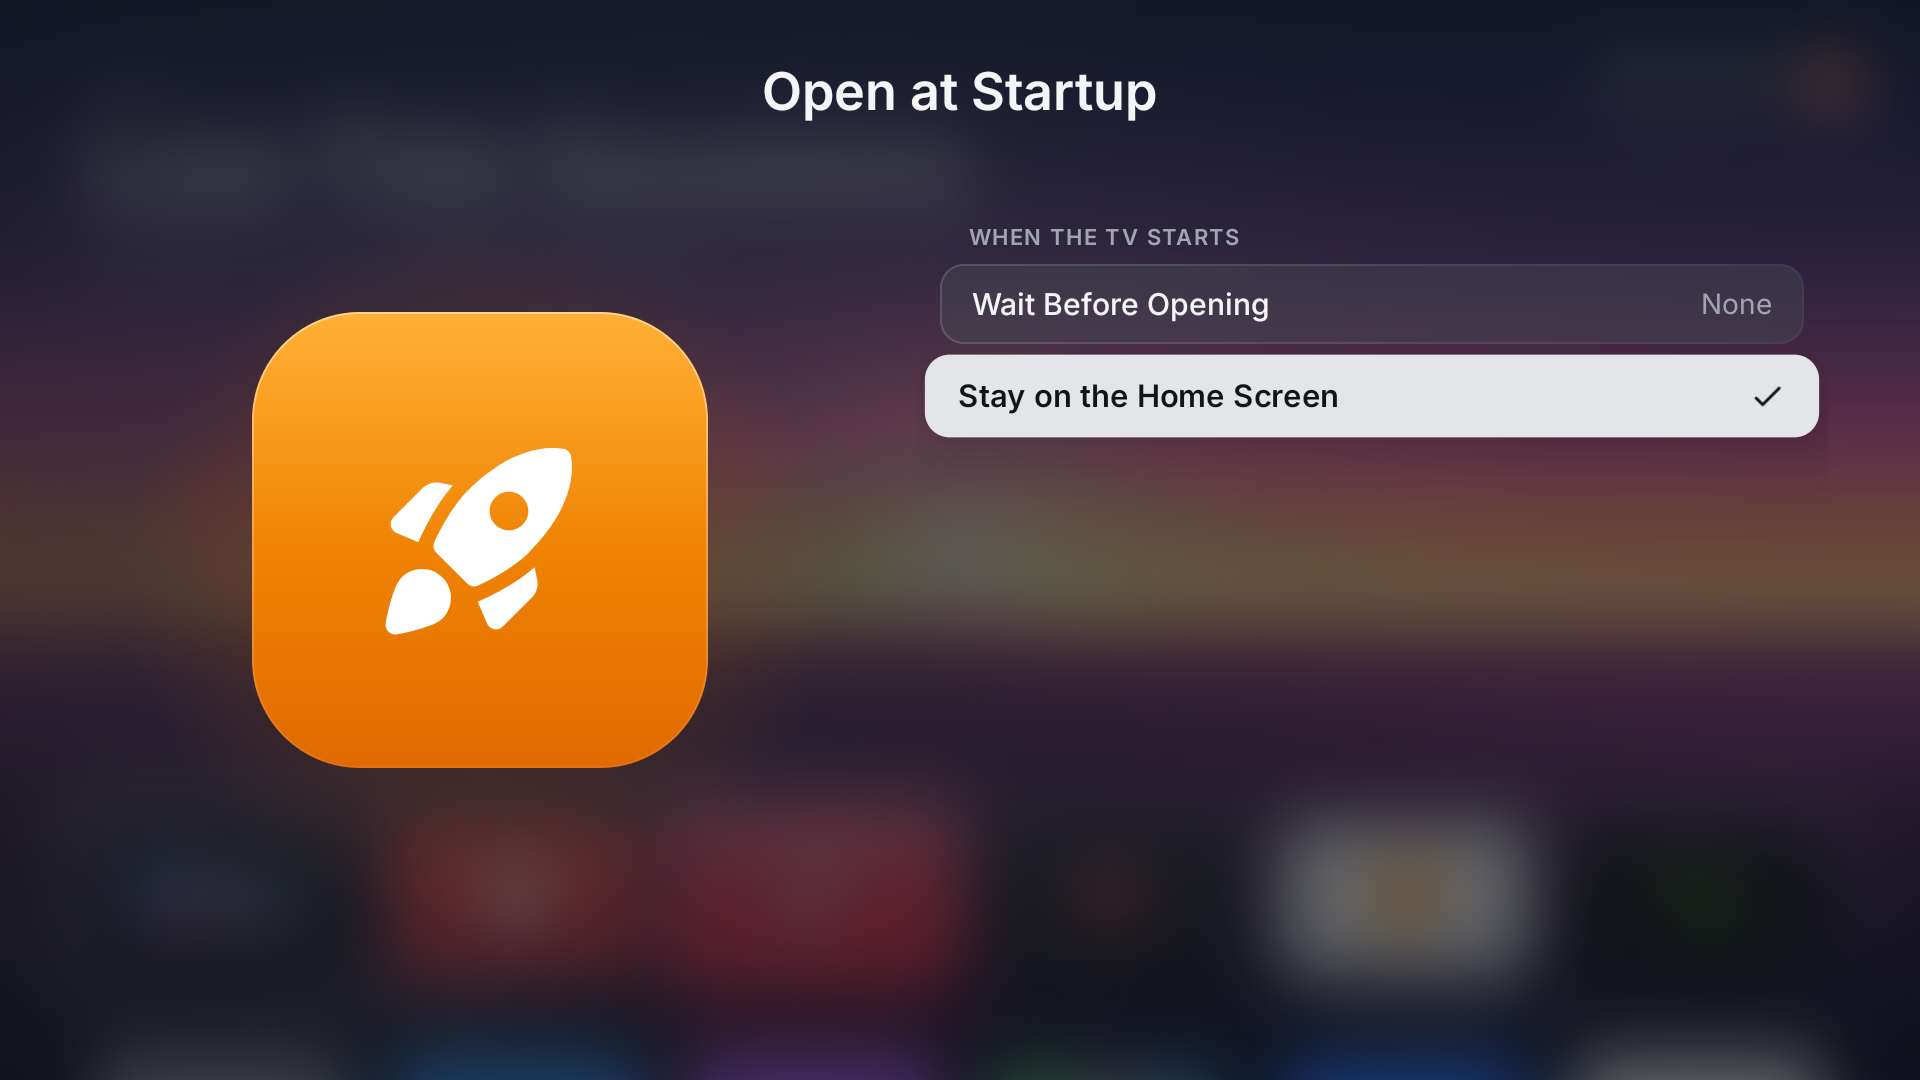 Open at Startup
WHEN THE TV STARTS
Wait Before Opening None
Stay on the Home Screen